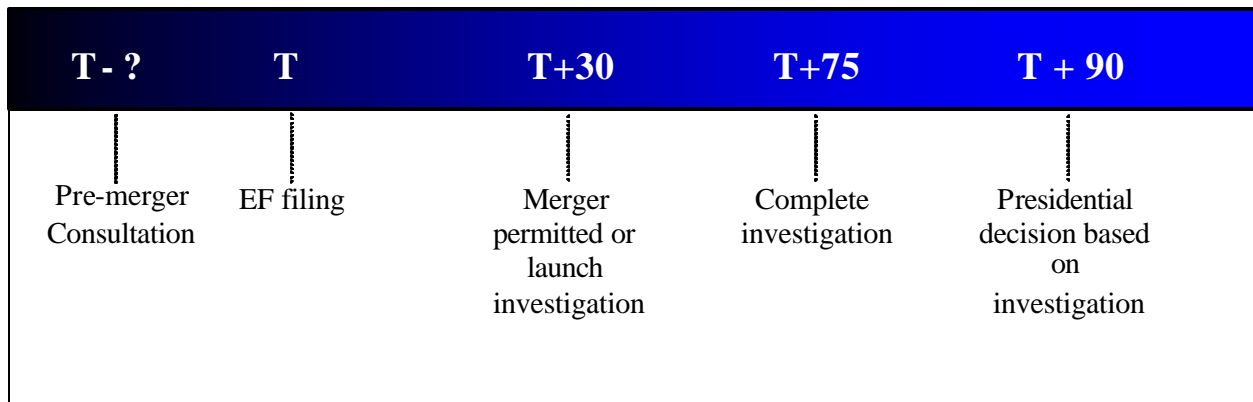 T - ?
T
T+30
T+75
T + 90
Pre-merger
Consultation
EF filing
Merger
permitted or
launch
investigation
Complete
investigation
Presidential
decision based
on
investigation